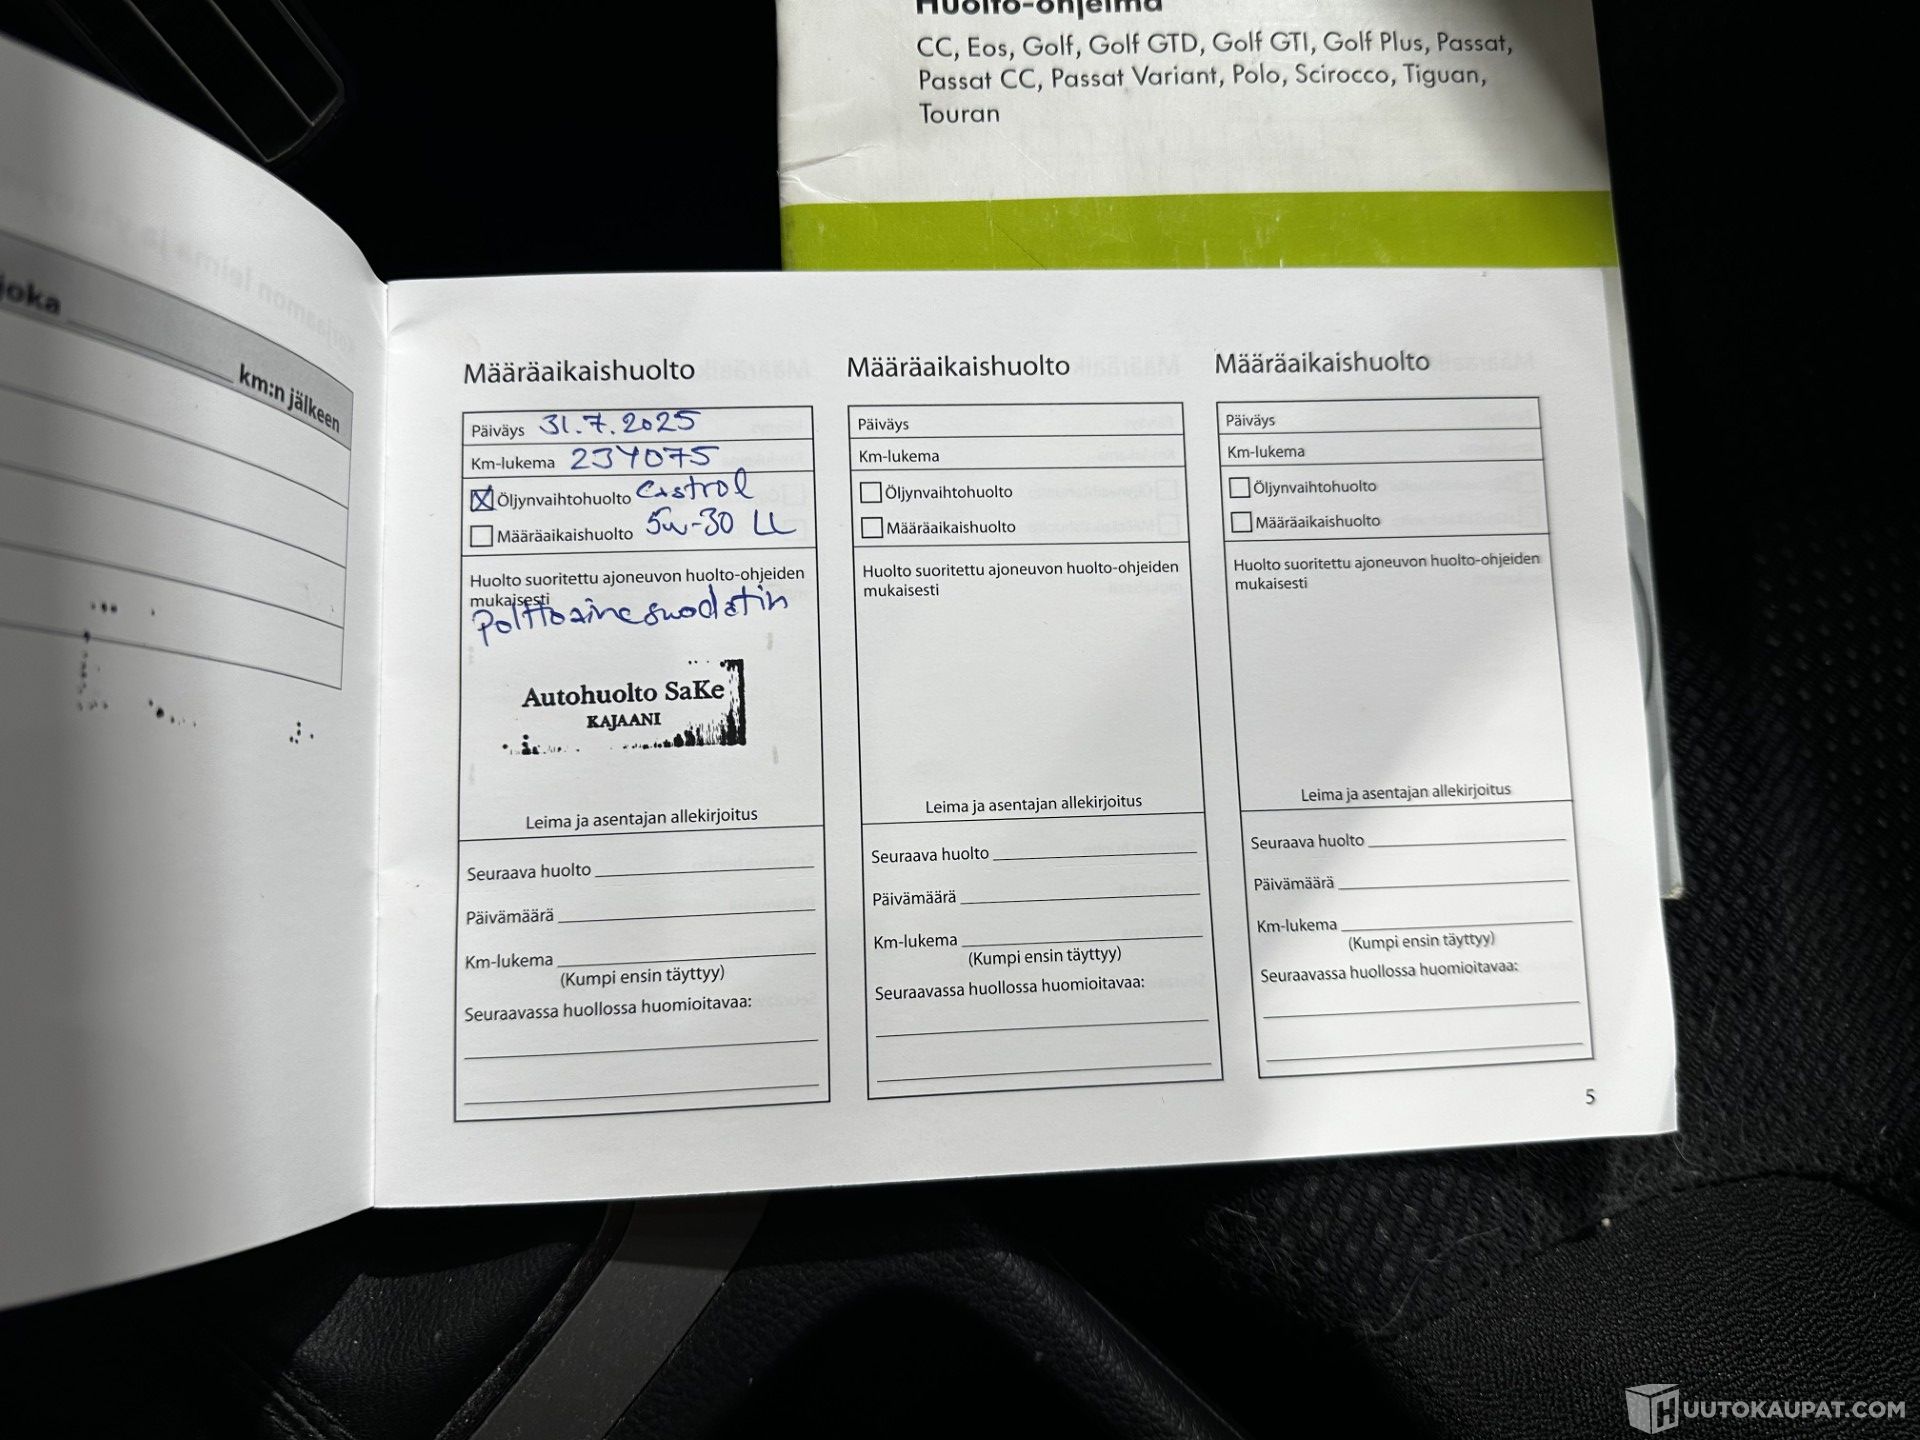 Huolto-ohjelma
CC, Eos, Golf, Golf GTD, Golf GTI, Golf Plus, Passat,
Passat CC, Passat Variant, Polo, Scirocco, Tiguan,
Touran
joka
km:n jälkeen
Määräaikaishuolto
Päiväys 31.7.2025
Km-lukema 234075
Öljynvaihtohuolto Castrol
Määräaikaishuolto 5w-30 LL
Huolto suoritettu ajoneuvon huolto-ohjeiden
mukaisesti
Polttoainesuodatin
Autohuolto SaKe
KAJAANI
Leima ja asentajan allekirjoitus
Seuraava huolto
Päivämäärä
Km-lukema
(Kumpi ensin täyttyy)
Seuraavassa huollossa huomioitavaa:
Määräaikaishuolto
Päiväys
Km-lukema
Öljynvaihtohuolto
Määräaikaishuolto
Huolto suoritettu ajoneuvon huolto-ohjeiden
mukaisesti
Leima ja asentajan allekirjoitus
Seuraava huolto
Päivämäärä
Km-lukema
(Kumpi ensin täyttyy)
Seuraavassa huollossa huomioitavaa:
Määräaikaishuolto
Päiväys
Km-lukema
Öljynvaihtohuolto
Määräaikaishuolto
Huolto suoritettu ajoneuvon huolto-ohjeiden
mukaisesti
Leima ja asentajan allekirjoitus
Seuraava huolto
Päivämäärä
Km-lukema
(Kumpi ensin täyttyy)
Seuraavassa huollossa huomioitavaa:
5
HUUTOKAUPAT.COM